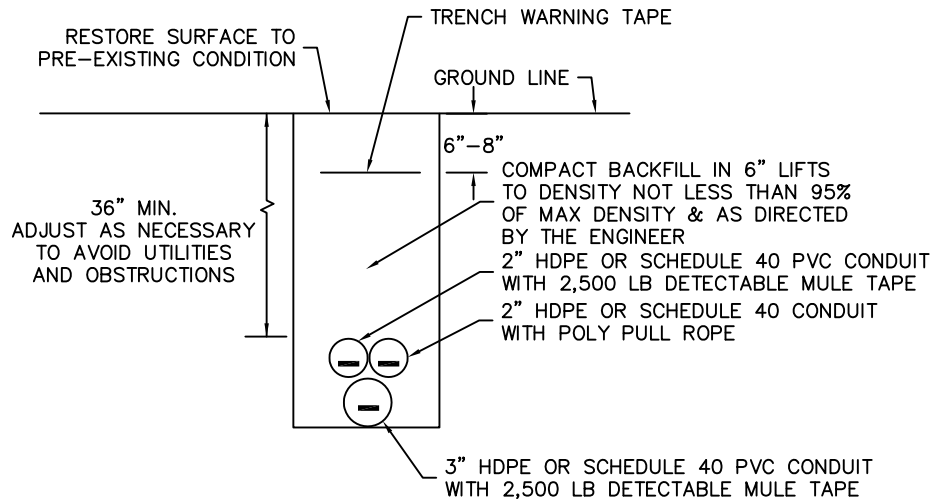 TRENCH WARNING TAPE
RESTORE SURFACE TO
PRE-EXISTING CONDITION
GROUND LINE
6"-8"
COMPACT BACKFILL IN 6" LIFTS
TO DENSITY NOT LESS THAN 95%
OF MAX DENSITY & AS DIRECTED
BY THE ENGINEER
36" MIN.
ADJUST AS NECESSARY
TO AVOID UTILITIES
AND OBSTRUCTIONS
2" HDPE OR SCHEDULE 40 PVC CONDUIT
WITH 2,500 LB DETECTABLE MULE TAPE
2" HDPE OR SCHEDULE 40 CONDUIT
WITH POLY PULL ROPE
3" HDPE OR SCHEDULE 40 PVC CONDUIT
WITH 2,500 LB DETECTABLE MULE TAPE